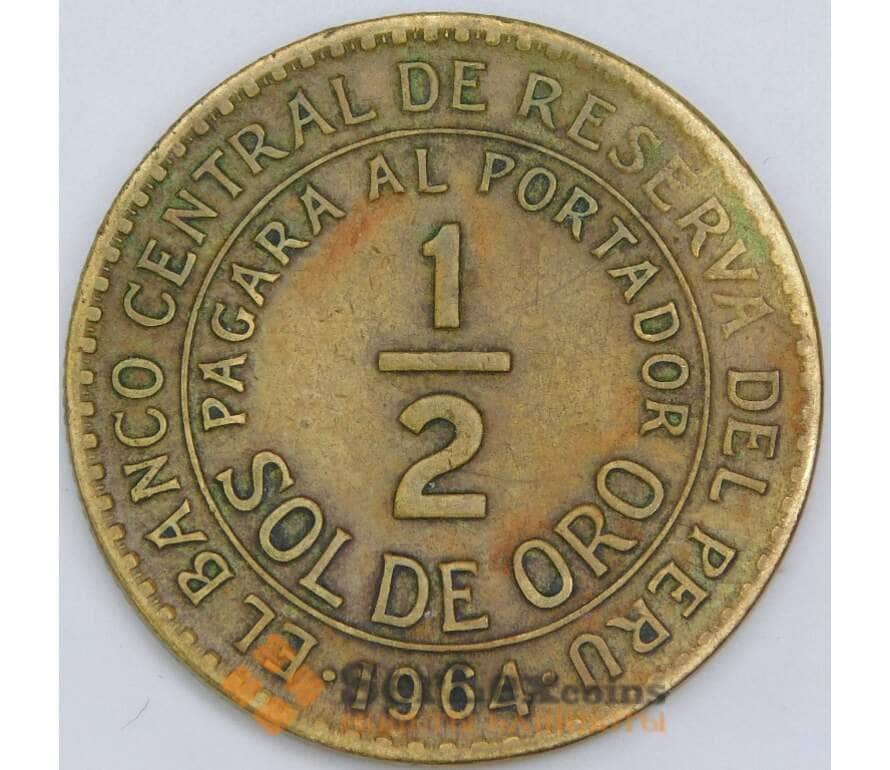 EL BANCO CENTRAL DE RESERVA DEL PERU
PAGARA AL PORTADOR
1
2
SOL DE ORO
· 1964 ·